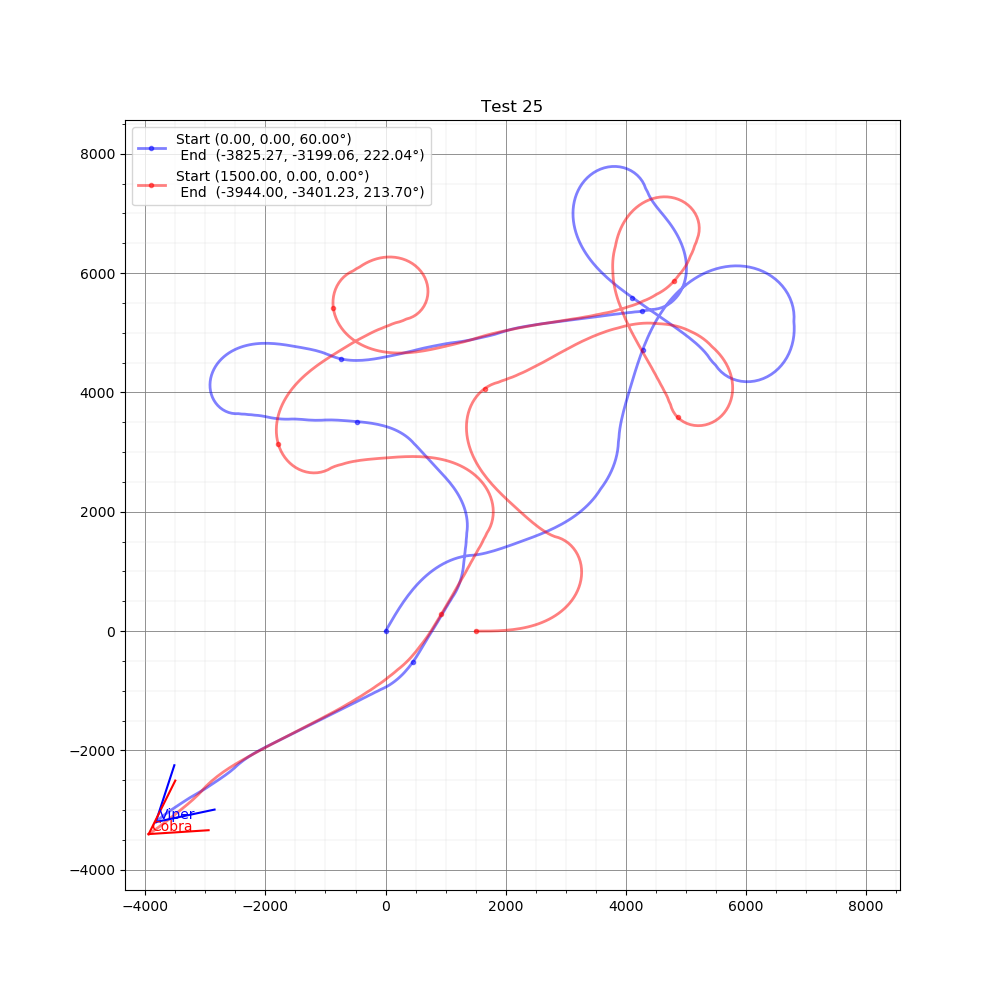 Test 25
Start (0.00, 0.00, 60.00°)
End (-3825.27, -3199.06, 222.04°)
Start (1500.00, 0.00, 0.00°)
End (-3944.00, -3401.23, 213.70°)
8000
6000
4000
2000
0
−2000
−4000
Viper
Cobra
−4000 −2000 0 2000 4000 6000 8000